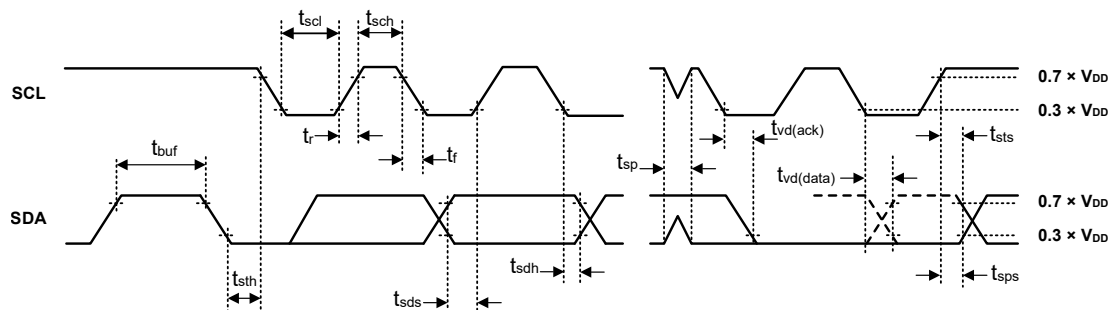 tscl
tsch
SCL
0.7 × VDD
0.3 × VDD
tr
tf
tbuf
tsp
tvd(ack)
tsts
tvd(data)
SDA
0.7 × VDD
0.3 × VDD
tsth
tsdh
tsds
tsps